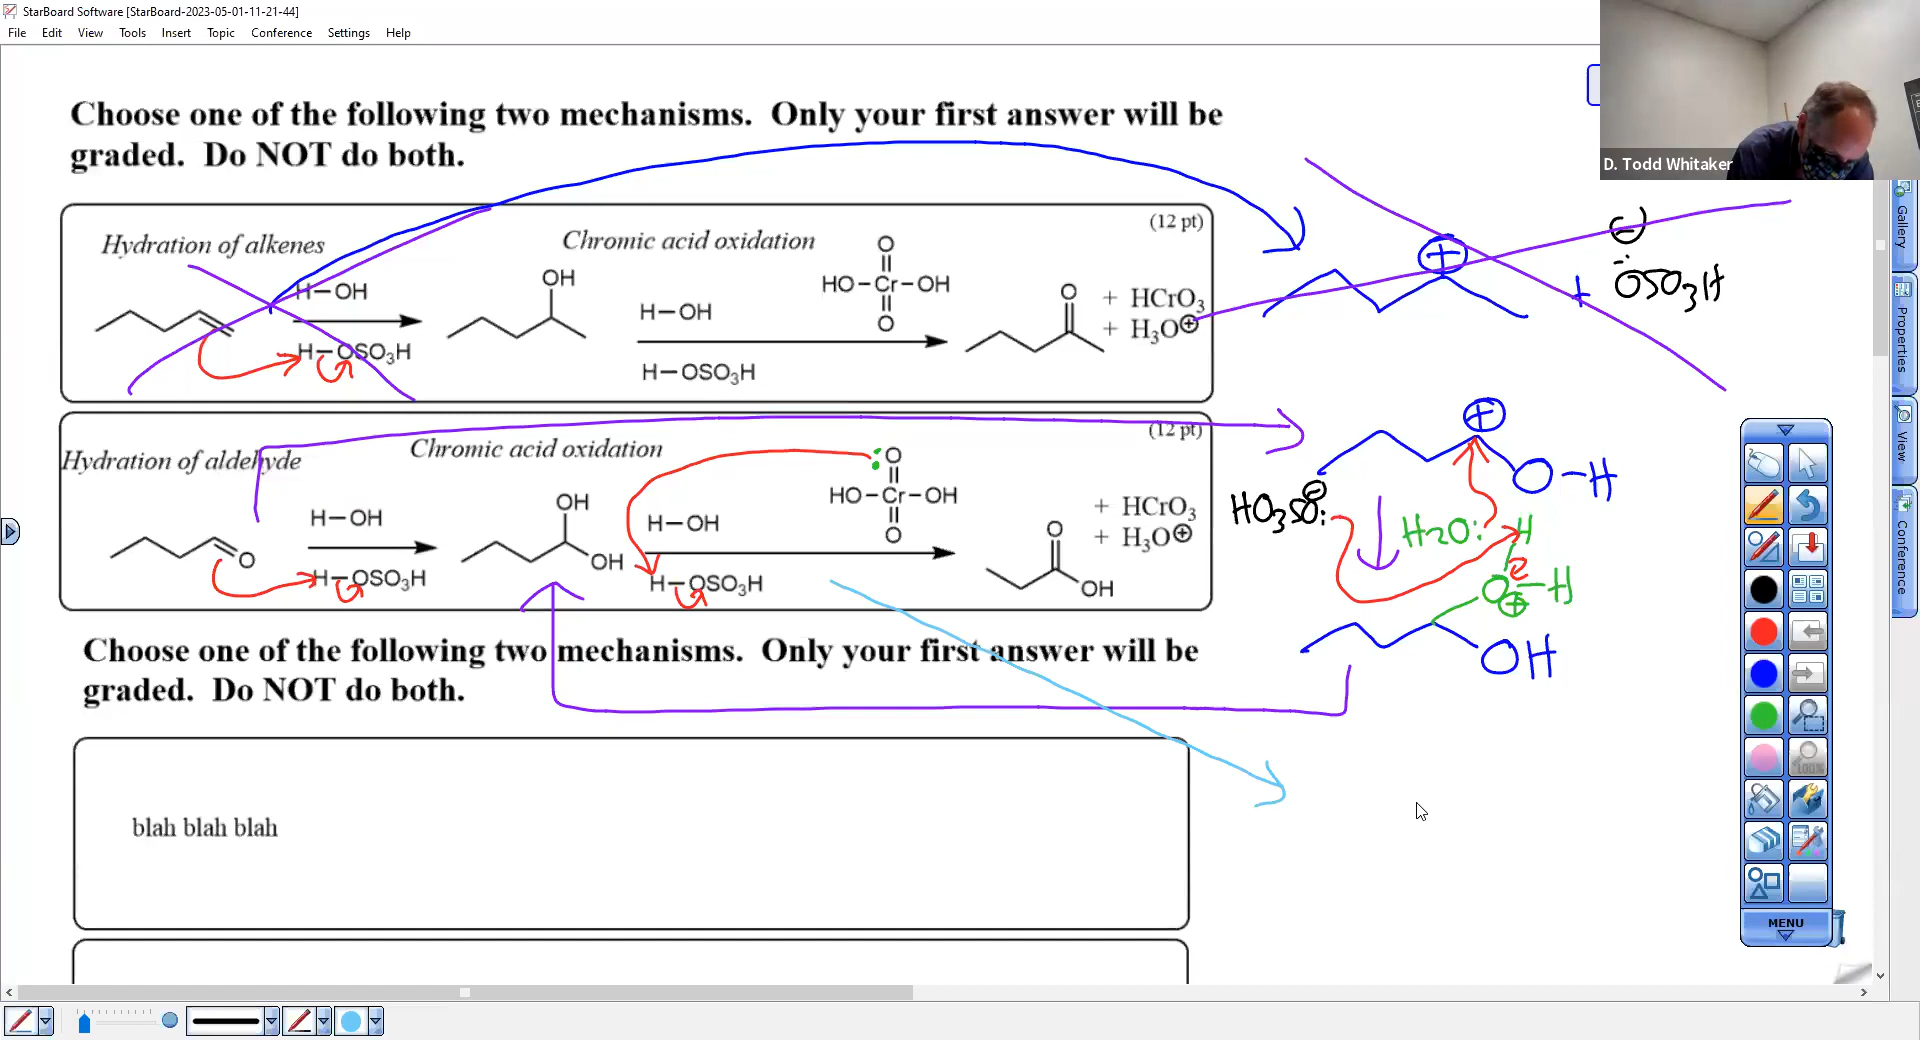 StarBoard Software [StarBoard-2023-05-01-11-21-44]
File Edit View Tools Insert Topic Conference Settings Help
D. Todd Whitaker
Choose one of the following two mechanisms. Only your first answer will be
graded. Do NOT do both.
(12 pt)
Hydration of alkenes
Chromic acid oxidation
H–OH
H–OSO3H
OH
H–OH
H–OSO3H
O
HO–Cr–OH
O
O
+ HCrO3
+ H3O⊕
⊕
+
⊖
:OSO3H
(12 pt)
Hydration of aldehyde
Chromic acid oxidation
O
H–OH
H–OSO3H
OH
OH
H–OH
H–OSO3H
O
HO–Cr–OH
O
O
OH
+ HCrO3
+ H3O⊕
⊕
O–H
⊖
HO3SO:
H2O:
H
O–H
⊕
OH
Choose one of the following two mechanisms. Only your first answer will be
graded. Do NOT do both.
blah blah blah
Gallery
Properties
View
Conference
100%
MENU